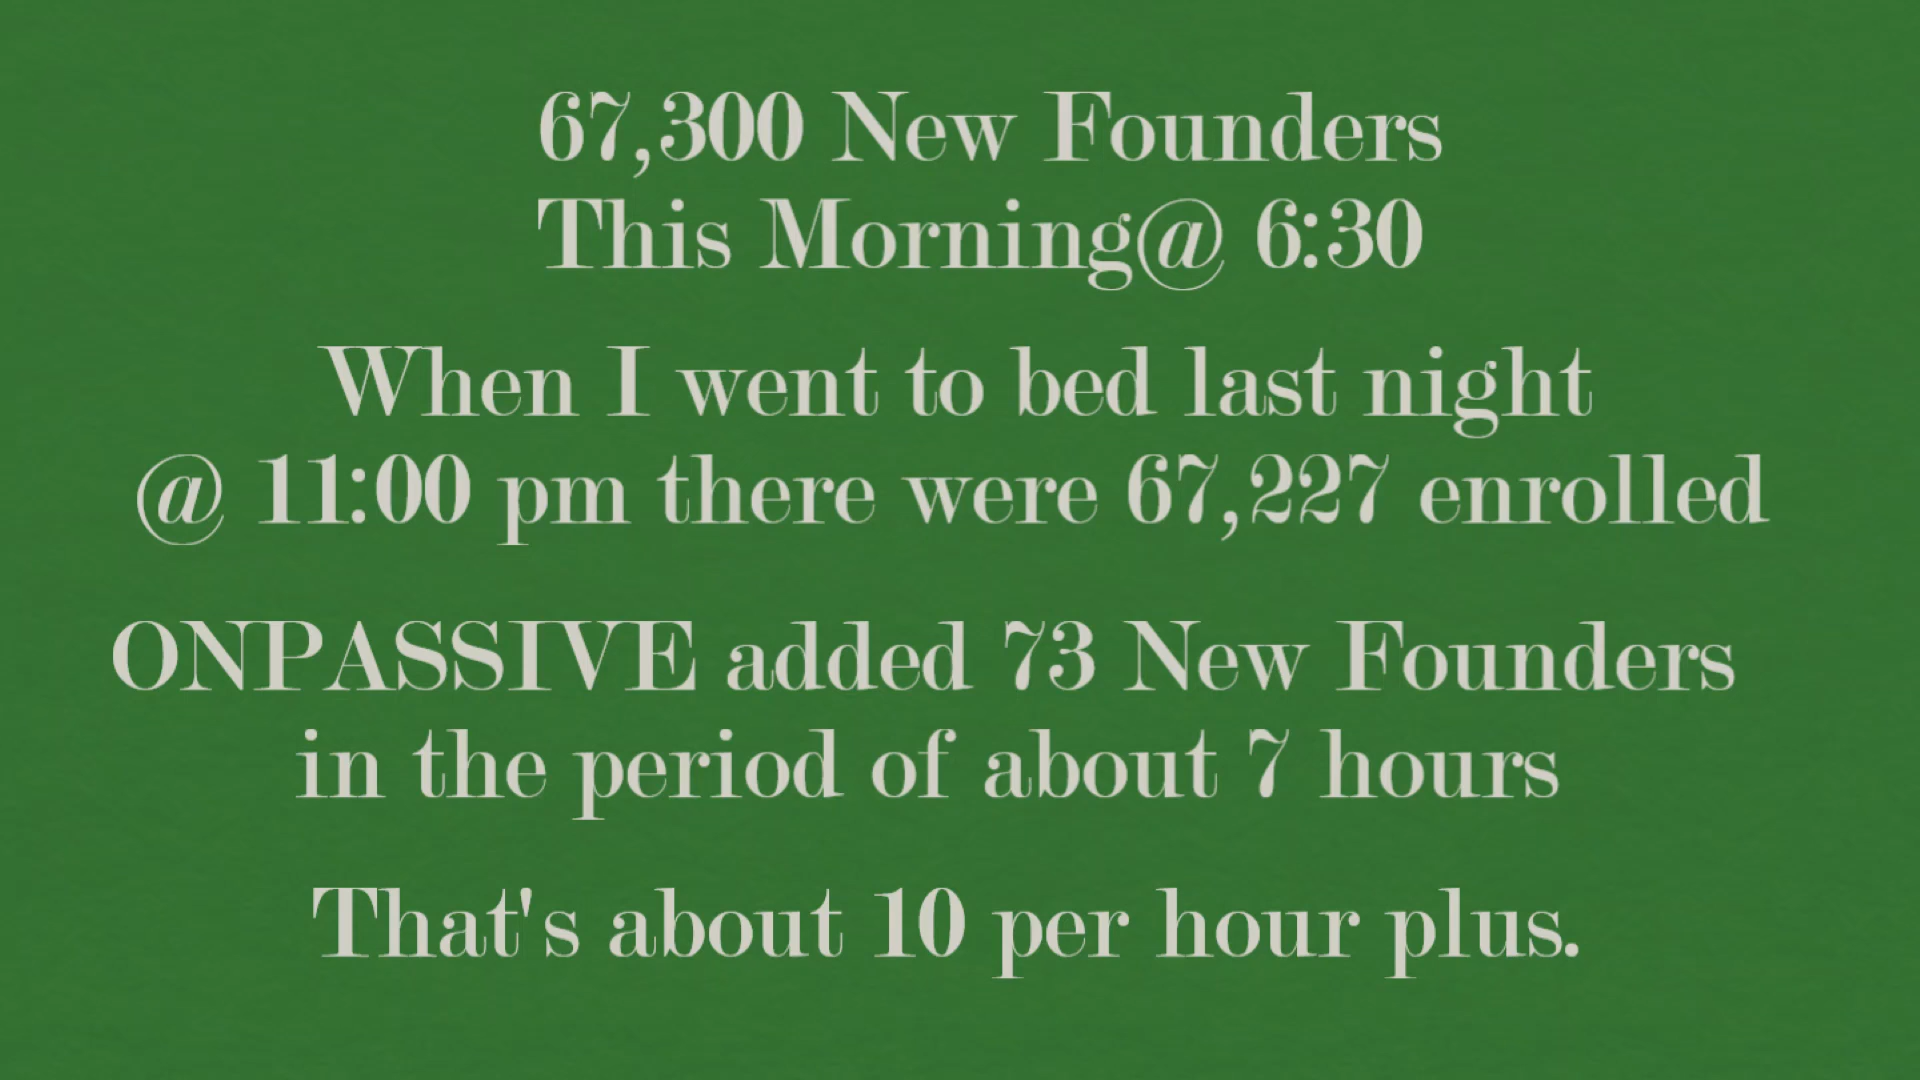 67,300 New Founders
This Morning@ 6:30
When I went to bed last night
@ 11:00 pm there were 67,227 enrolled
ONPASSIVE added 73 New Founders
in the period of about 7 hours
That's about 10 per hour plus.